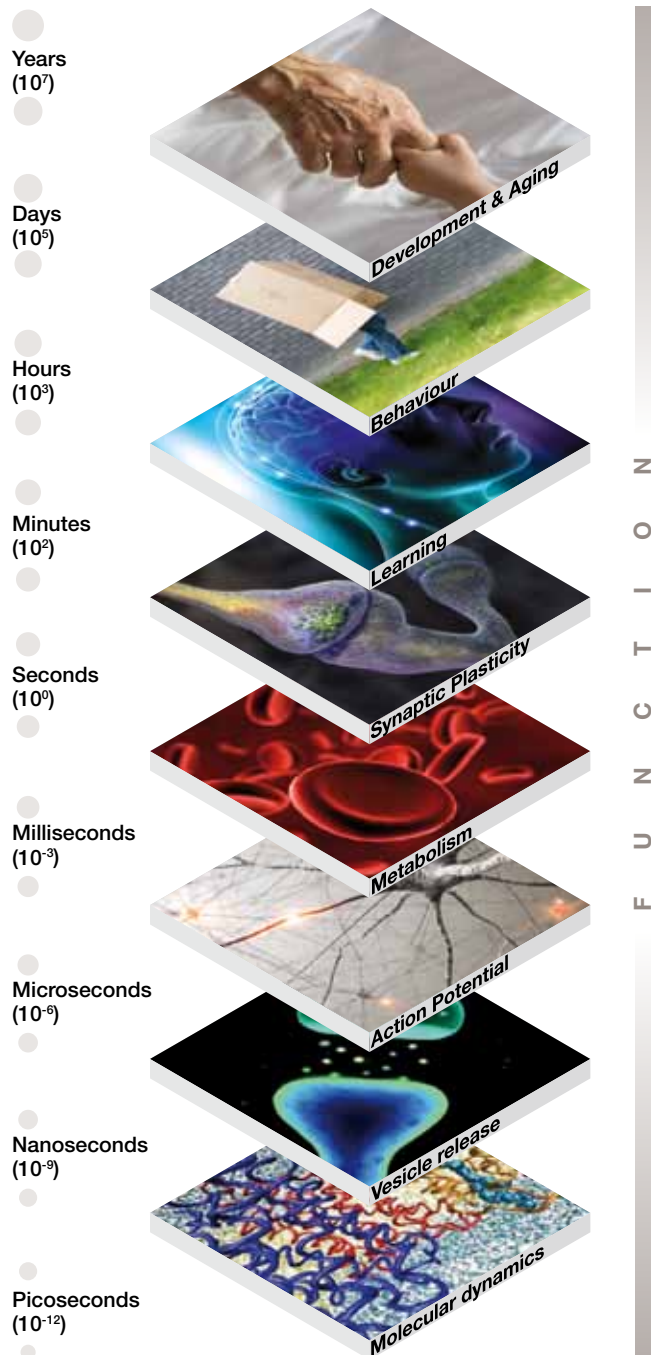 Years
(10⁷)
Days
(10⁵)
Hours
(10³)
Minutes
(10²)
Seconds
(10⁰)
Milliseconds
(10⁻³)
Microseconds
(10⁻⁶)
Nanoseconds
(10⁻⁹)
Picoseconds
(10⁻¹²)
Development & Aging
Behaviour
Learning
Synaptic Plasticity
Metabolism
Action Potential
Vesicle release
Molecular dynamics
FUNCTION